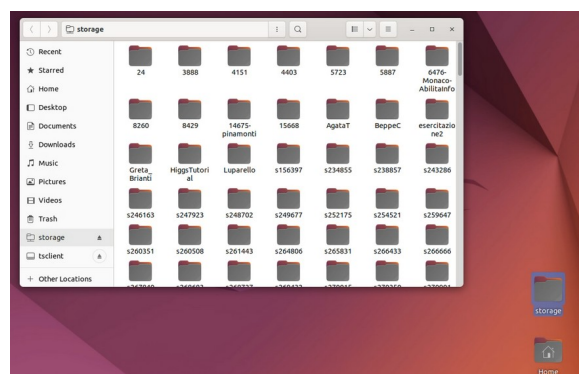 storage
Recent
Starred
Home
Desktop
Documents
Downloads
Music
Pictures
Videos
Trash
storage
tsclient
+ Other Locations
24 3888 4151 4403 5723 5887 6476-
Monaco-
AbilitaInfo
8260 8429 14675- 15668 AgataT BeppeC esercitazio
pinamonti ne2
Greta_ HiggsTutori Luparello s156397 s234855 s238857 s243286
Brianti al
s246163 s247923 s248702 s249677 s252175 s254521 s259647
s260351 s260508 s261443 s264806 s265831 s266433 s266666
storage
Home